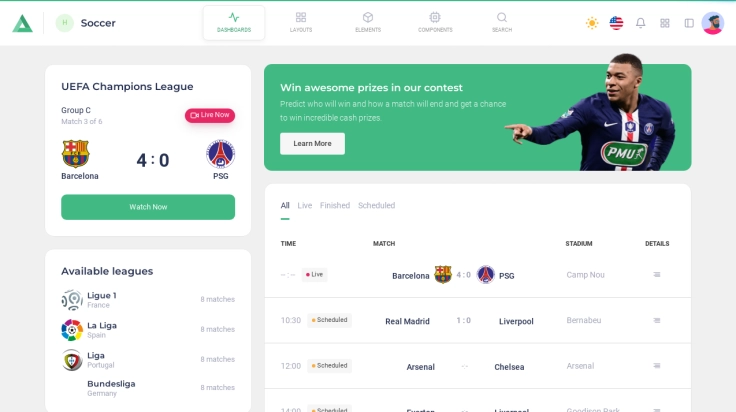 H Soccer
DASHBOARDS LAYOUTS ELEMENTS COMPONENTS SEARCH
UEFA Champions League
Group C
Match 3 of 6
Live Now
4 : 0
Barcelona PSG
Watch Now
Available leagues
Ligue 1
France
8 matches
La Liga
Spain
8 matches
Liga
Portugal
8 matches
Bundesliga
Germany
8 matches
Win awesome prizes in our contest
Predict who will win and how a match will end and get a chance
to win incredible cash prizes.
Learn More
PMU
All Live Finished Scheduled
TIME MATCH STADIUM DETAILS
-- : -- Live Barcelona 4 : 0 PSG Camp Nou
10:30 Scheduled Real Madrid 1 : 0 Liverpool Bernabeu
12:00 Scheduled Arsenal -:- Chelsea Arsenal
14:00 Scheduled Everton -:- Liverpool Goodison Park